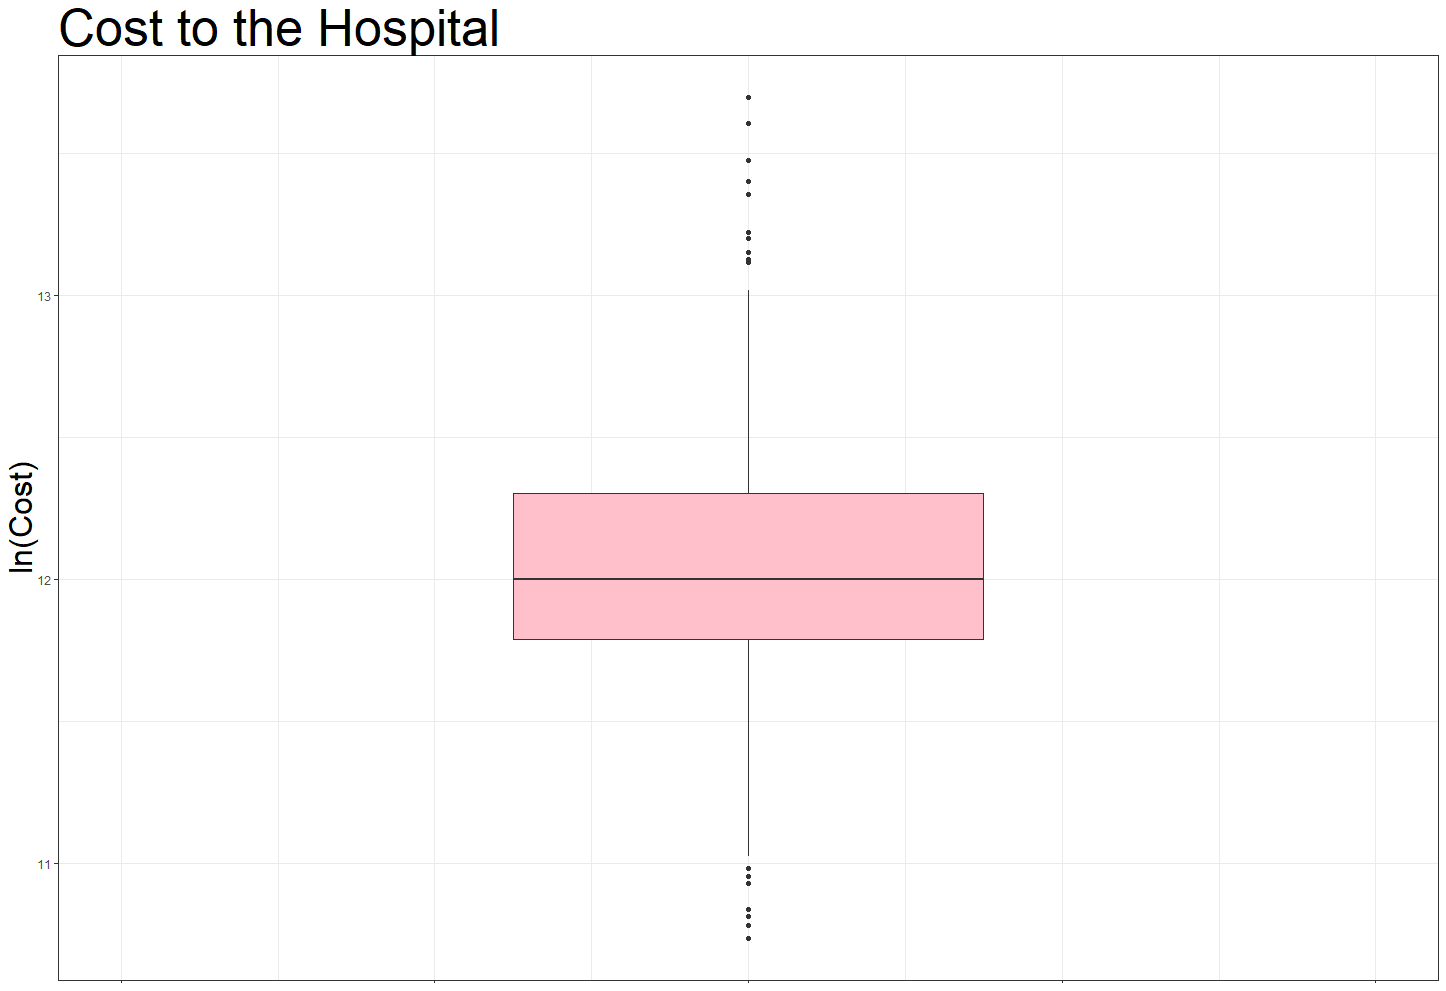 Cost to the Hospital
ln(Cost)
13
12
11